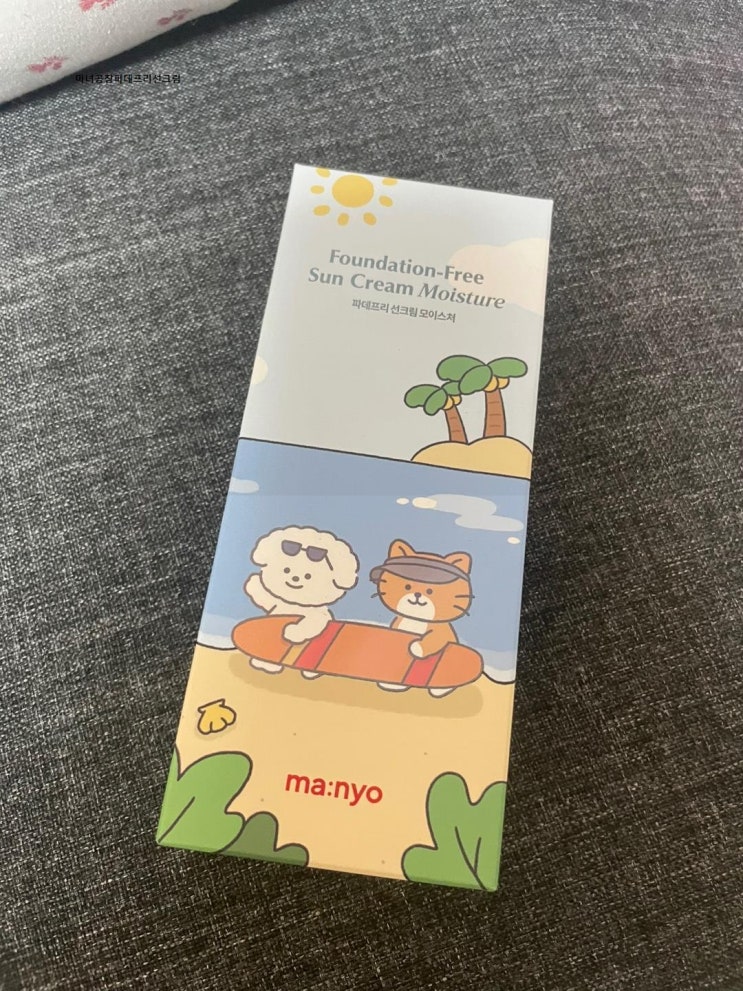 마녀공장파데프리선크림
Foundation-Free
Sun Cream Moisture
파데프리 선크림 모이스처
ma:nyo